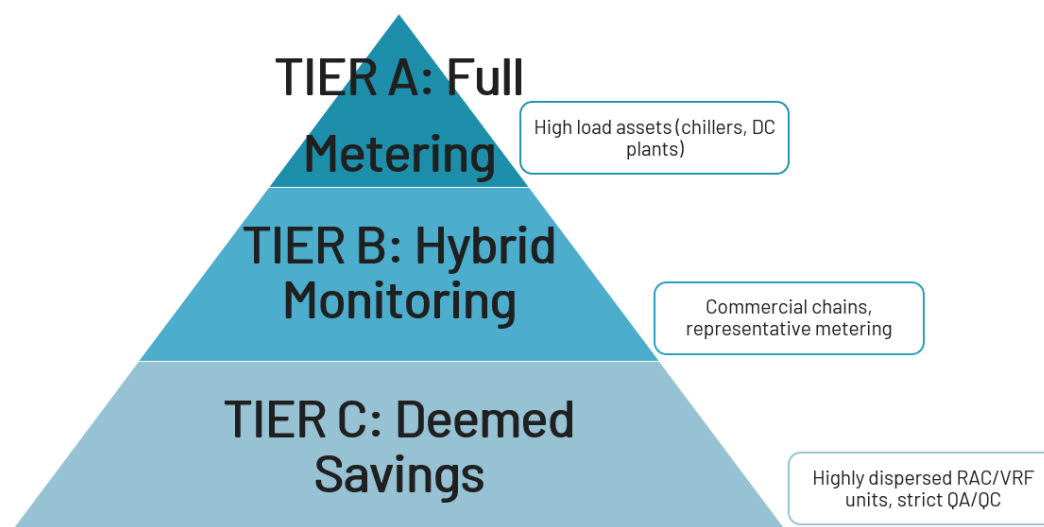 TIER A: Full
Metering
High load assets (chillers, DC
plants)
TIER B: Hybrid
Monitoring
Commercial chains,
representative metering
TIER C: Deemed
Savings
Highly dispersed RAC/VRF
units, strict QA/QC